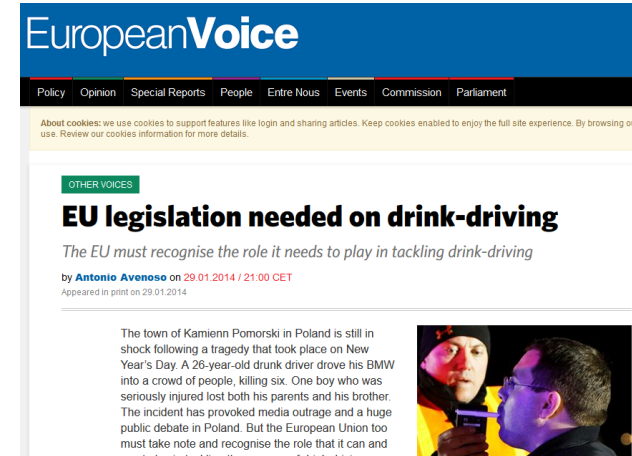 EuropeanVoice
Policy Opinion Special Reports People Entre Nous Events Commission Parliament
About cookies: we use cookies to support features like login and sharing articles. Keep cookies enabled to enjoy the full site experience. By browsing
use. Review our cookies information for more details.
OTHER VOICES
EU legislation needed on drink-driving
The EU must recognise the role it needs to play in tackling drink-driving
by Antonio Avenoso on 29.01.2014 / 21:00 CET
Appeared in print on 29.01.2014
The town of Kamienn Pomorski in Poland is still in
shock following a tragedy that took place on New
Year's Day. A 26-year-old drunk driver drove his BMW
into a crowd of people, killing six. One boy who was
seriously injured lost both his parents and his brother.
The incident has provoked media outrage and a huge
public debate in Poland. But the European Union too
must take note and recognise the role that it can and